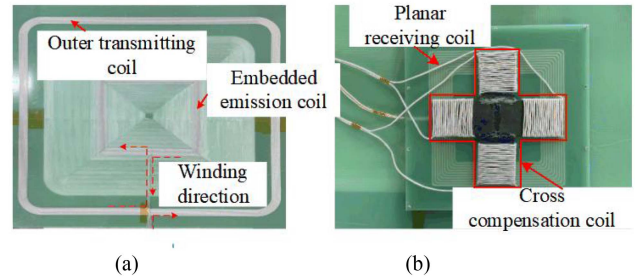 Outer transmitting
coil
Embedded
emission coil
Winding
direction
(a)
Planar
receiving coil
Cross
compensation coil
(b)